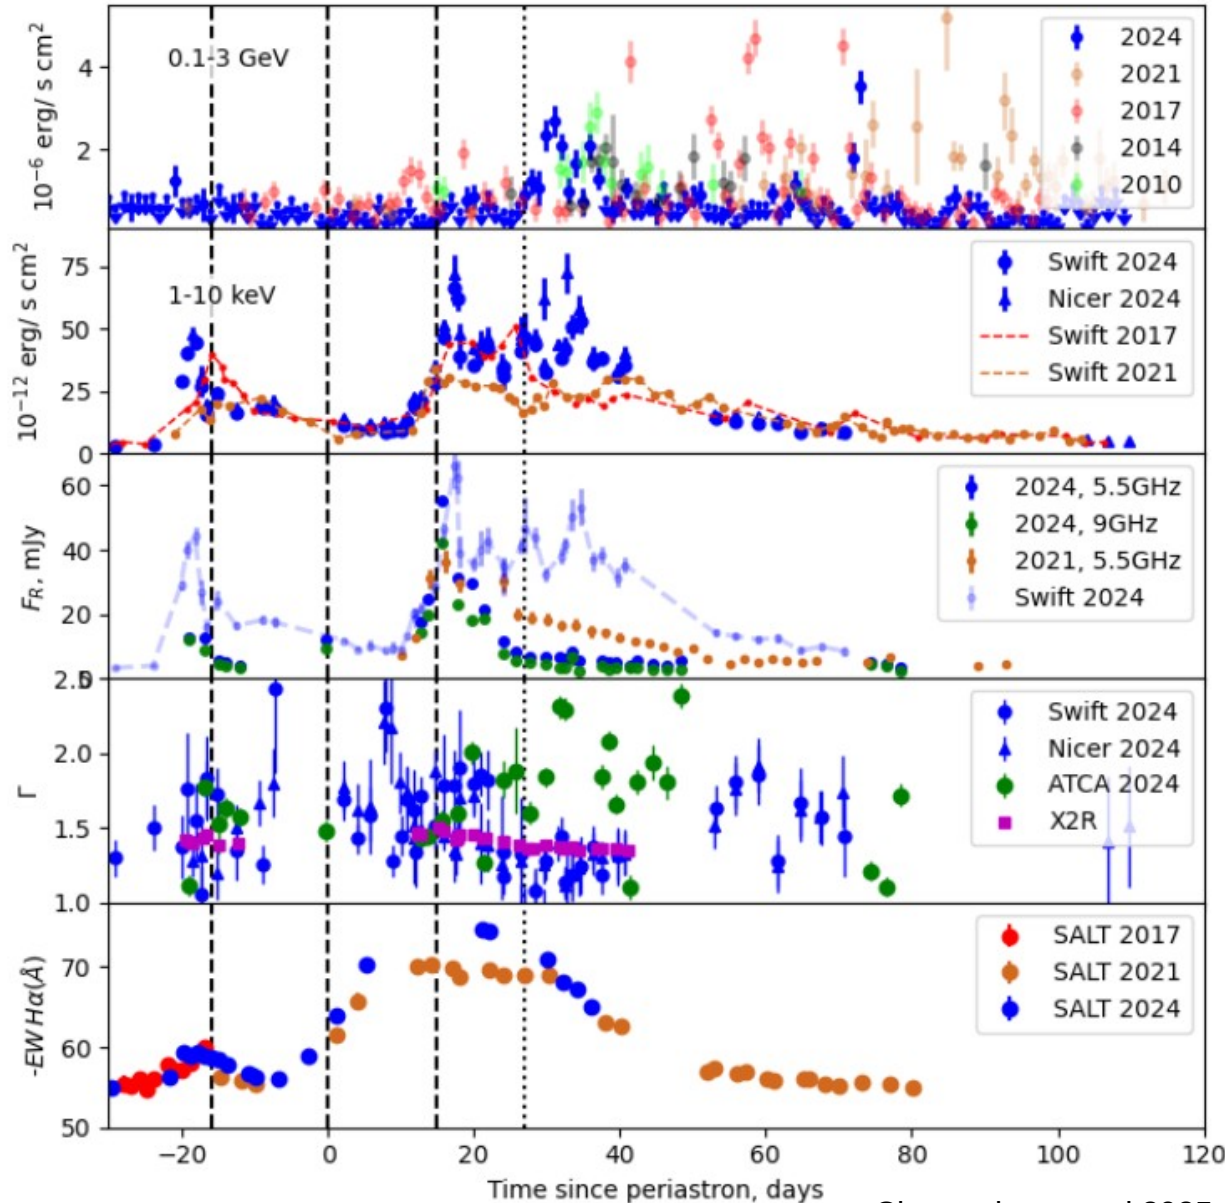 0.1-3 GeV
10⁻⁶ erg/ s cm²
4
2
2024
2021
2017
2014
2010
1-10 keV
10⁻¹² erg/ s cm²
75
50
25
0
Swift 2024
Nicer 2024
Swift 2017
Swift 2021
F_R, mJy
60
40
20
2024, 5.5GHz
2024, 9GHz
2021, 5.5GHz
Swift 2024
Γ
2.5
2.0
1.5
1.0
Swift 2024
Nicer 2024
ATCA 2024
X2R
-EW Hα(Å)
70
60
50
SALT 2017
SALT 2021
SALT 2024
−20 0 20 40 60 80 100 120
Time since periastron, days